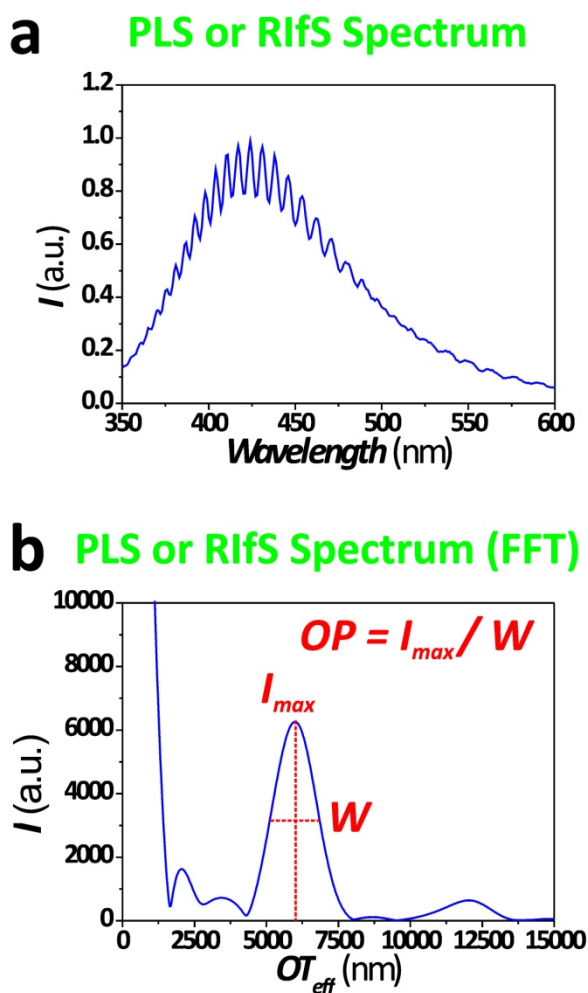 a
PLS or RIfS Spectrum
1.2
1.0
0.8
0.6
0.4
0.2
0.0
I (a.u.)
350 400 450 500 550 600
Wavelength (nm)
b
PLS or RIfS Spectrum (FFT)
10000
8000
6000
4000
2000
0
I (a.u.)
OP = Imax / W
Imax
W
0 2500 5000 7500 10000 12500 15000
OTeff (nm)